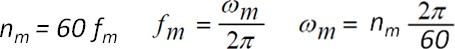 n_m = 60 f_m    f_m = ω_m / 2π    ω_m = n_m 2π / 60